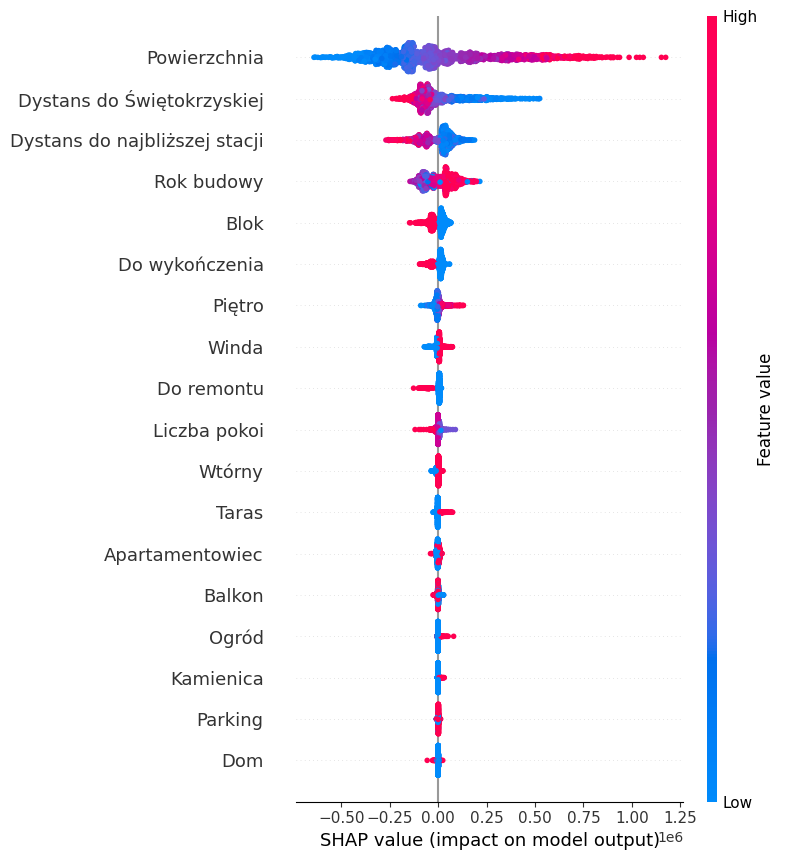 High
Powierzchnia
Dystans do Świętokrzyskiej
Dystans do najbliższej stacji
Rok budowy
Blok
Do wykończenia
Piętro
Winda
Do remontu
Liczba pokoi
Wtórny
Taras
Apartamentowiec
Balkon
Ogród
Kamienica
Parking
Dom
Feature value
Low
−0.50 −0.25 0.00 0.25 0.50 0.75 1.00 1.25
1e6
SHAP value (impact on model output)